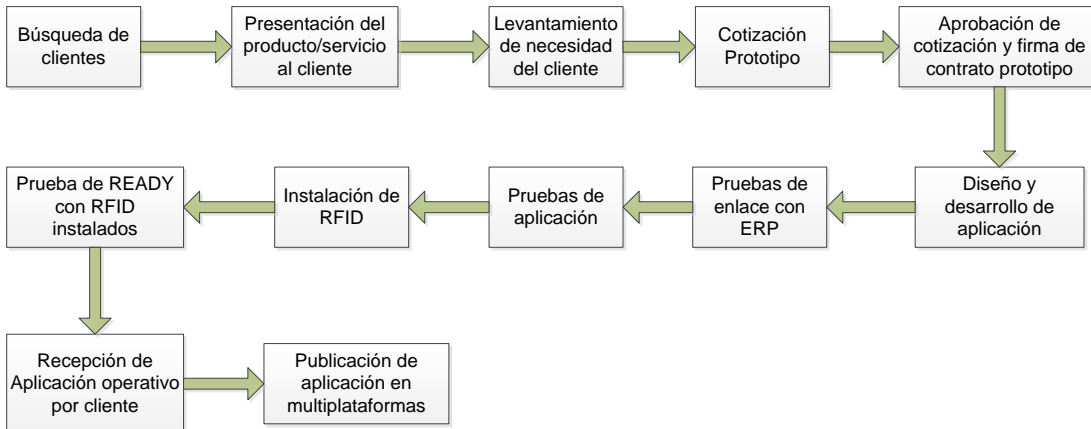 Búsqueda de
clientes
Presentación del
producto/servicio
al cliente
Levantamiento
de necesidad
del cliente
Cotización
Prototipo
Aprobación de
cotización y firma de
contrato prototipo
Diseño y
desarrollo de
aplicación
Pruebas de
enlace con
ERP
Pruebas de
aplicación
Instalación de
RFID
Prueba de READY
con RFID
instalados
Recepción de
Aplicación operativo
por cliente
Publicación de
aplicación en
multiplataformas